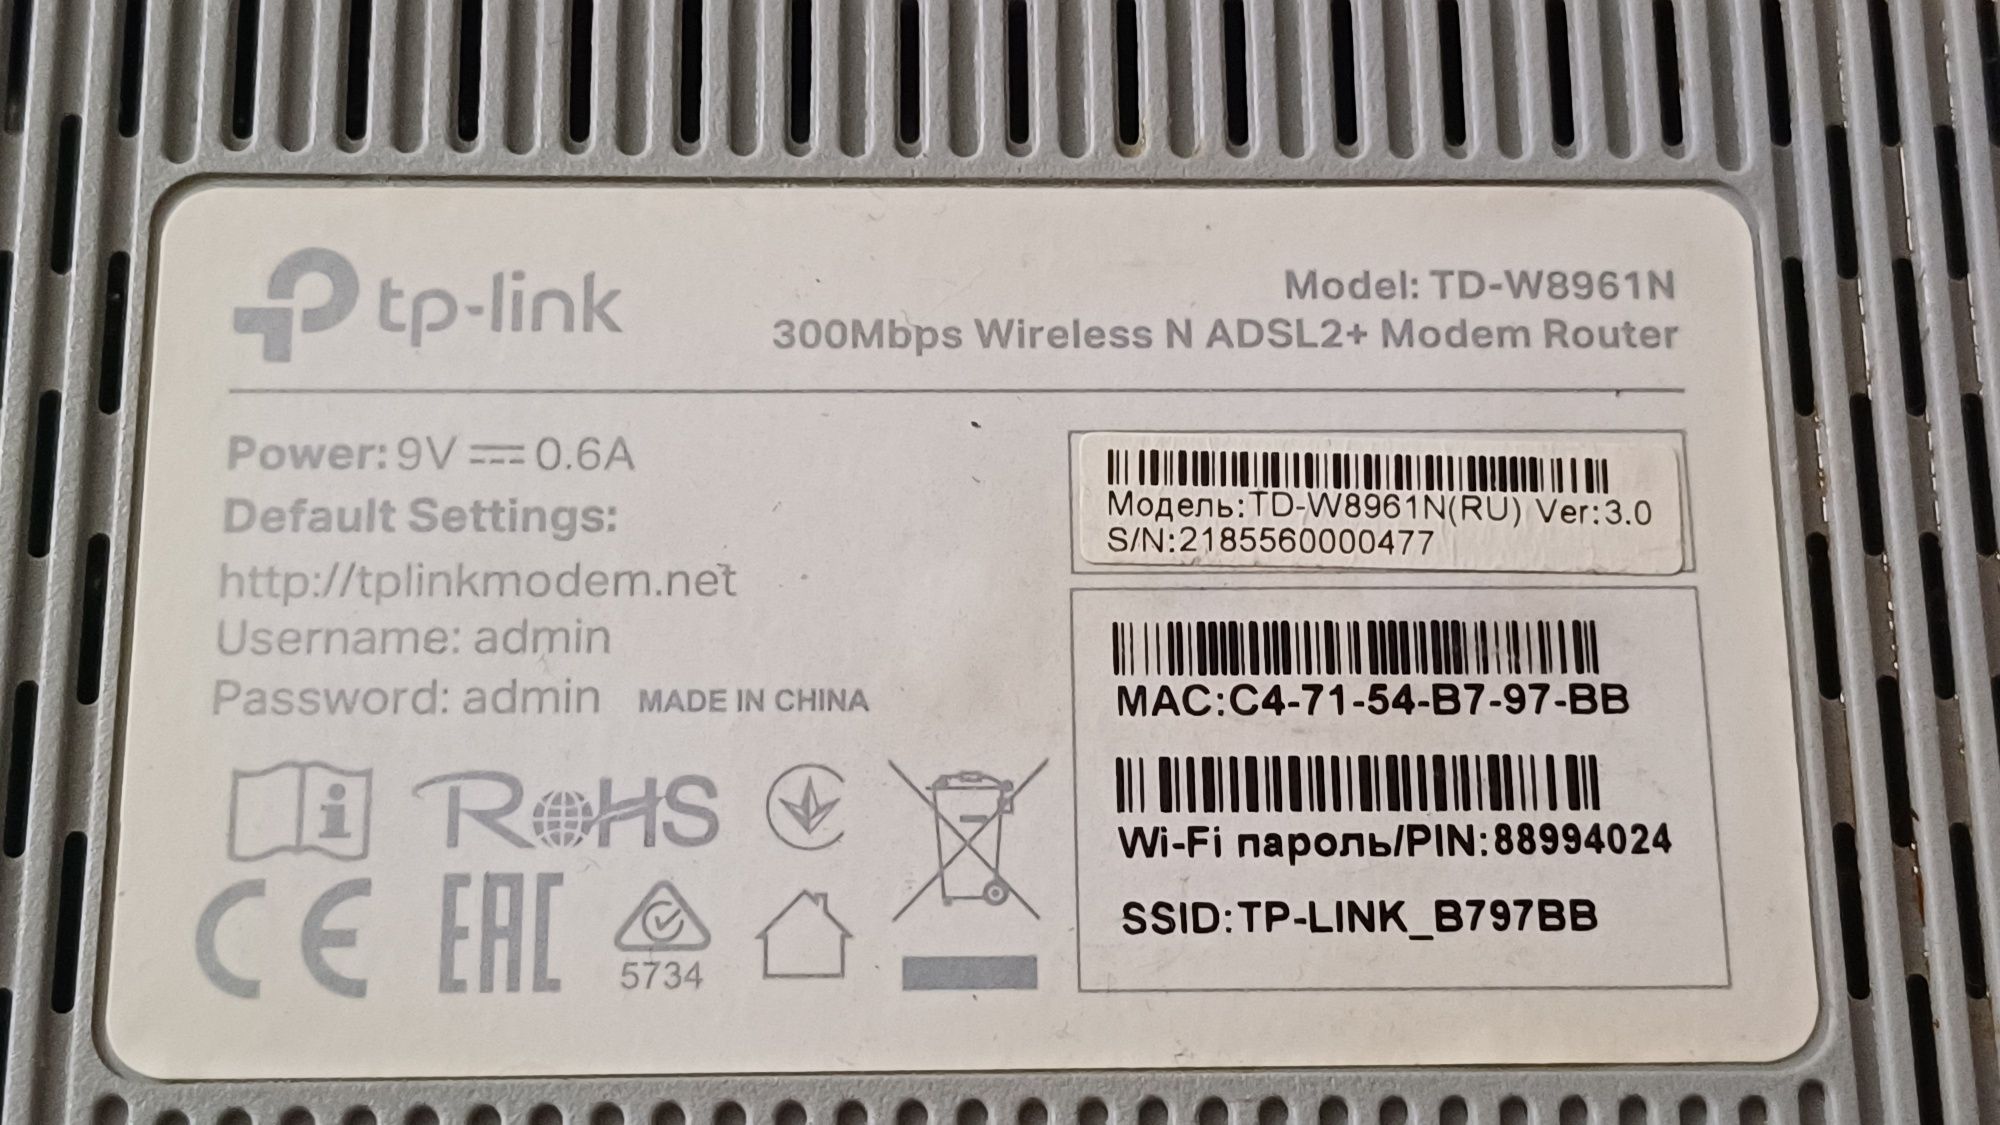 tp-link
Model: TD-W8961N
300Mbps Wireless N ADSL2+ Modem Router
Power: 9V ⎓ 0.6A
Default Settings:
http://tplinkmodem.net
Username: admin
Password: admin MADE IN CHINA
RoHS
CE EAC
5734
Модель:TD-W8961N(RU) Ver:3.0
S/N:2185560000477
MAC:C4-71-54-B7-97-BB
Wi-Fi пароль/PIN:88994024
SSID:TP-LINK_B797BB